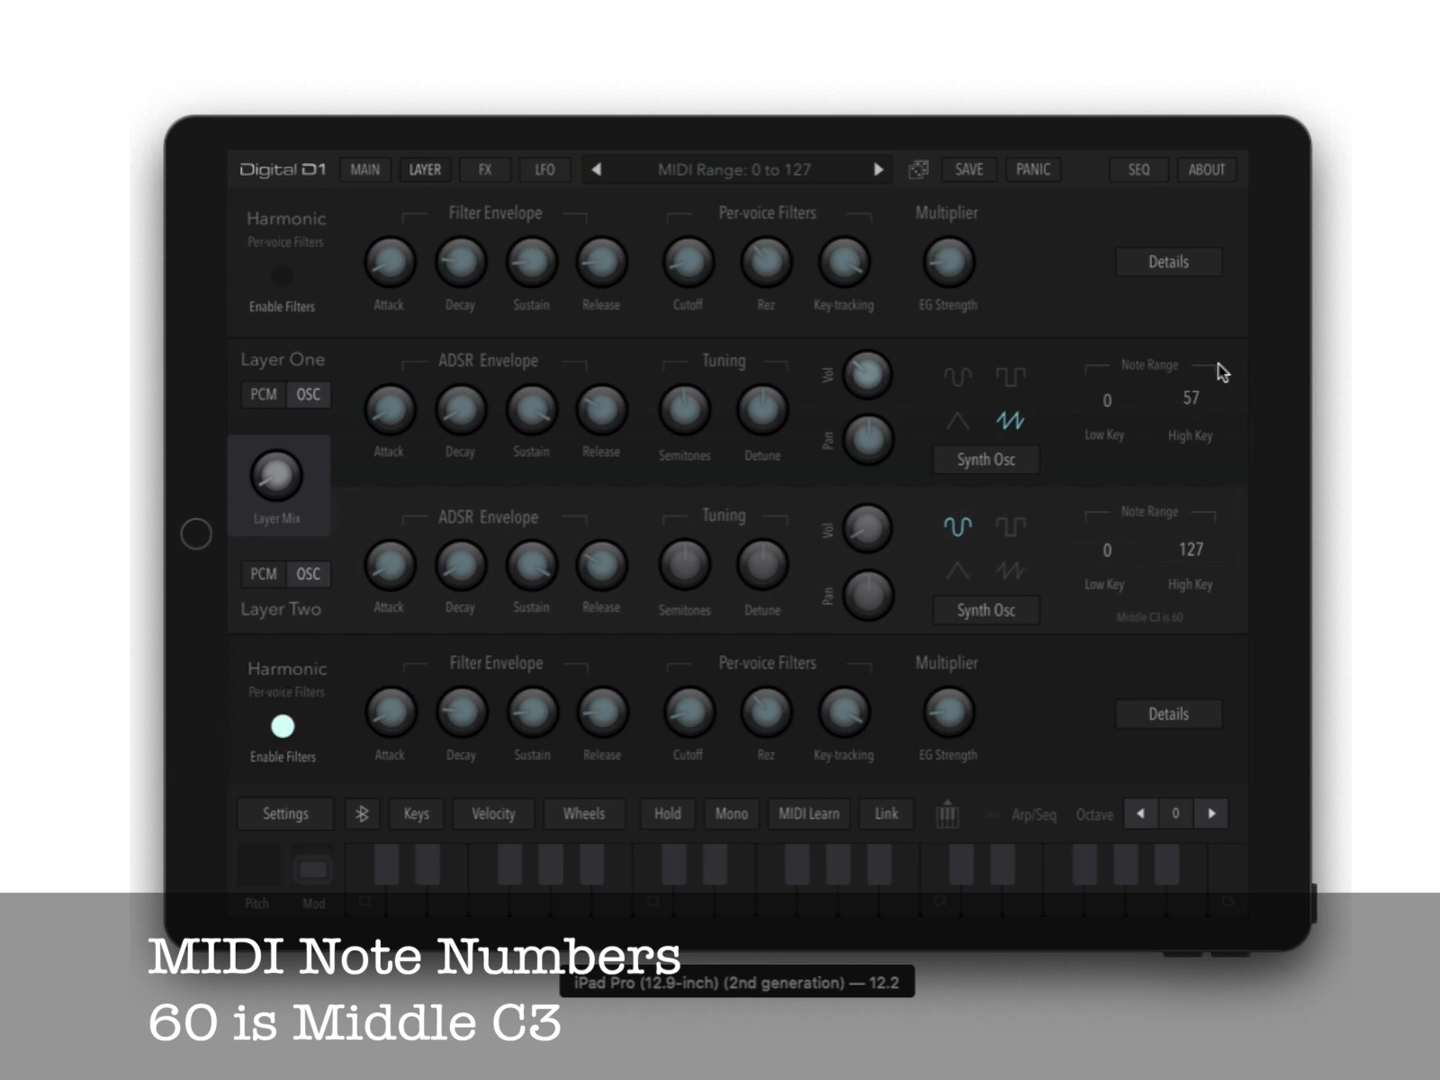 Digital D1 MAIN LAYER FX LFO MIDI Range: 0 to 127 SAVE PANIC SEQ ABOUT
Harmonic Filter Envelope Per-voice Filters Multiplier
Per-voice Filters
Details
Enable Filters Attack Decay Sustain Release Cutoff Rez Key-tracking EG Strength
Layer One ADSR Envelope Tuning Vol Note Range
PCM OSC 0 57
Attack Decay Sustain Release Semitones Detune Pan Low Key High Key
Synth Osc
Layer Mix ADSR Envelope Tuning Vol Note Range
0 127
PCM OSC Low Key High Key
Layer Two Attack Decay Sustain Release Semitones Detune Pan Synth Osc Middle C3 is 60
Harmonic Filter Envelope Per-voice Filters Multiplier
Per-voice Filters
Details
Enable Filters Attack Decay Sustain Release Cutoff Rez Key-tracking EG Strength
Settings Keys Velocity Wheels Hold Mono MIDI Learn Link Arp/Seq Octave 0
Pitch Mod C2 C3 C4 C5
MIDI Note Numbers
iPad Pro (12.9-inch) (2nd generation) — 12.2
60 is Middle C3